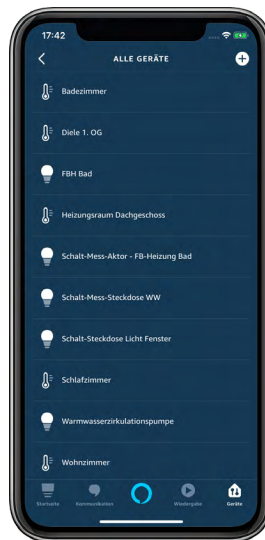 17:42
ALLE GERÄTE
Badezimmer
Diele 1. OG
FBH Bad
Heizungsraum Dachgeschoss
Schalt-Mess-Aktor - FB-Heizung Bad
Schalt-Mess-Steckdose WW
Schalt-Steckdose Licht Fenster
Schlafzimmer
Warmwasserzirkulationspumpe
Wohnzimmer
Startseite Kommunikation Wiedergabe Geräte